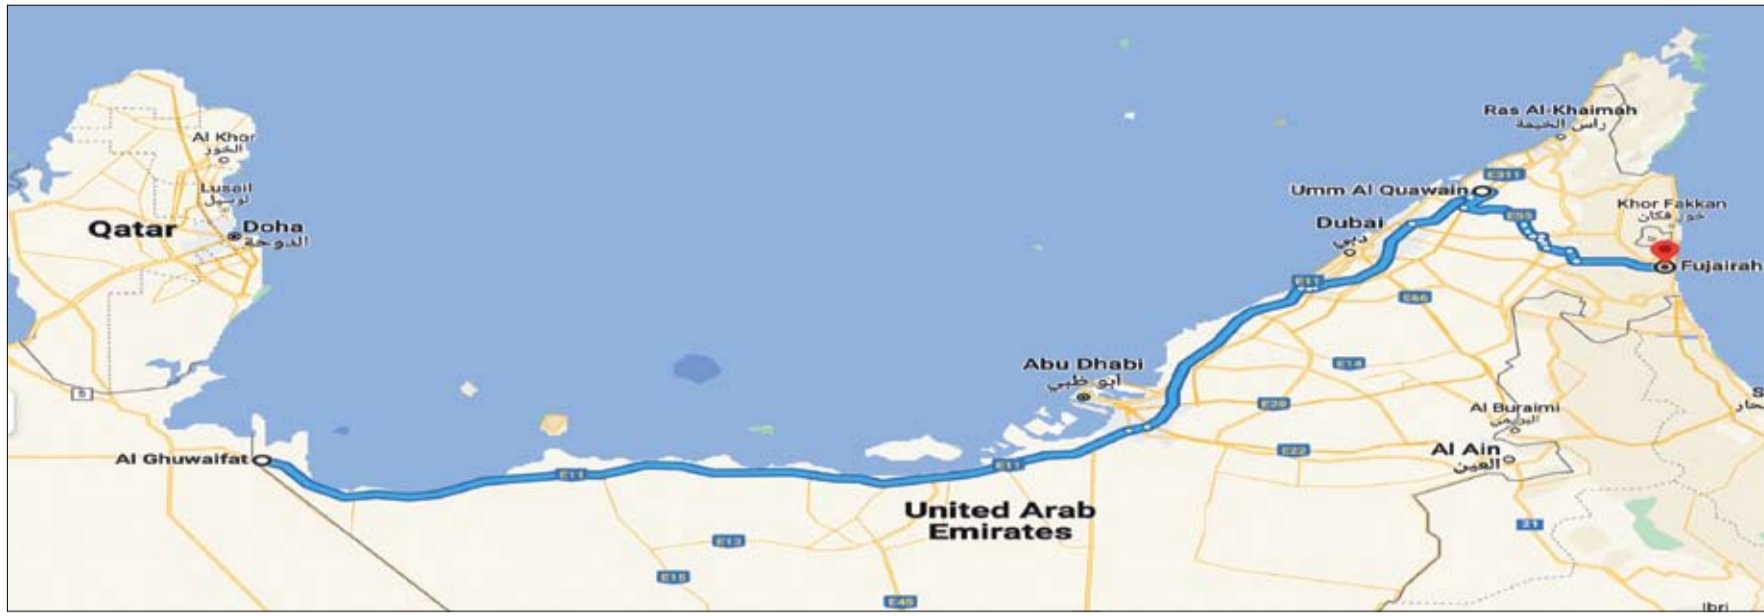 Ras Al-Khaimah
رأس الخيمة
Al Khor
الخور
E311
Umm Al Quawain
Lusail
لوسيل
Khor Fakkan
خور فكان
E55
Qatar
Doha
الدوحة
Dubai
دبي
Fujairah
E11
E66
Abu Dhabi
أبو ظبي
E14
5
E20
Al Buraimi
البريمي
Al Ghuwaifat
E11
E11
E22
Al Ain
العين
United Arab
Emirates
21
E13
E15
E45
Ibri